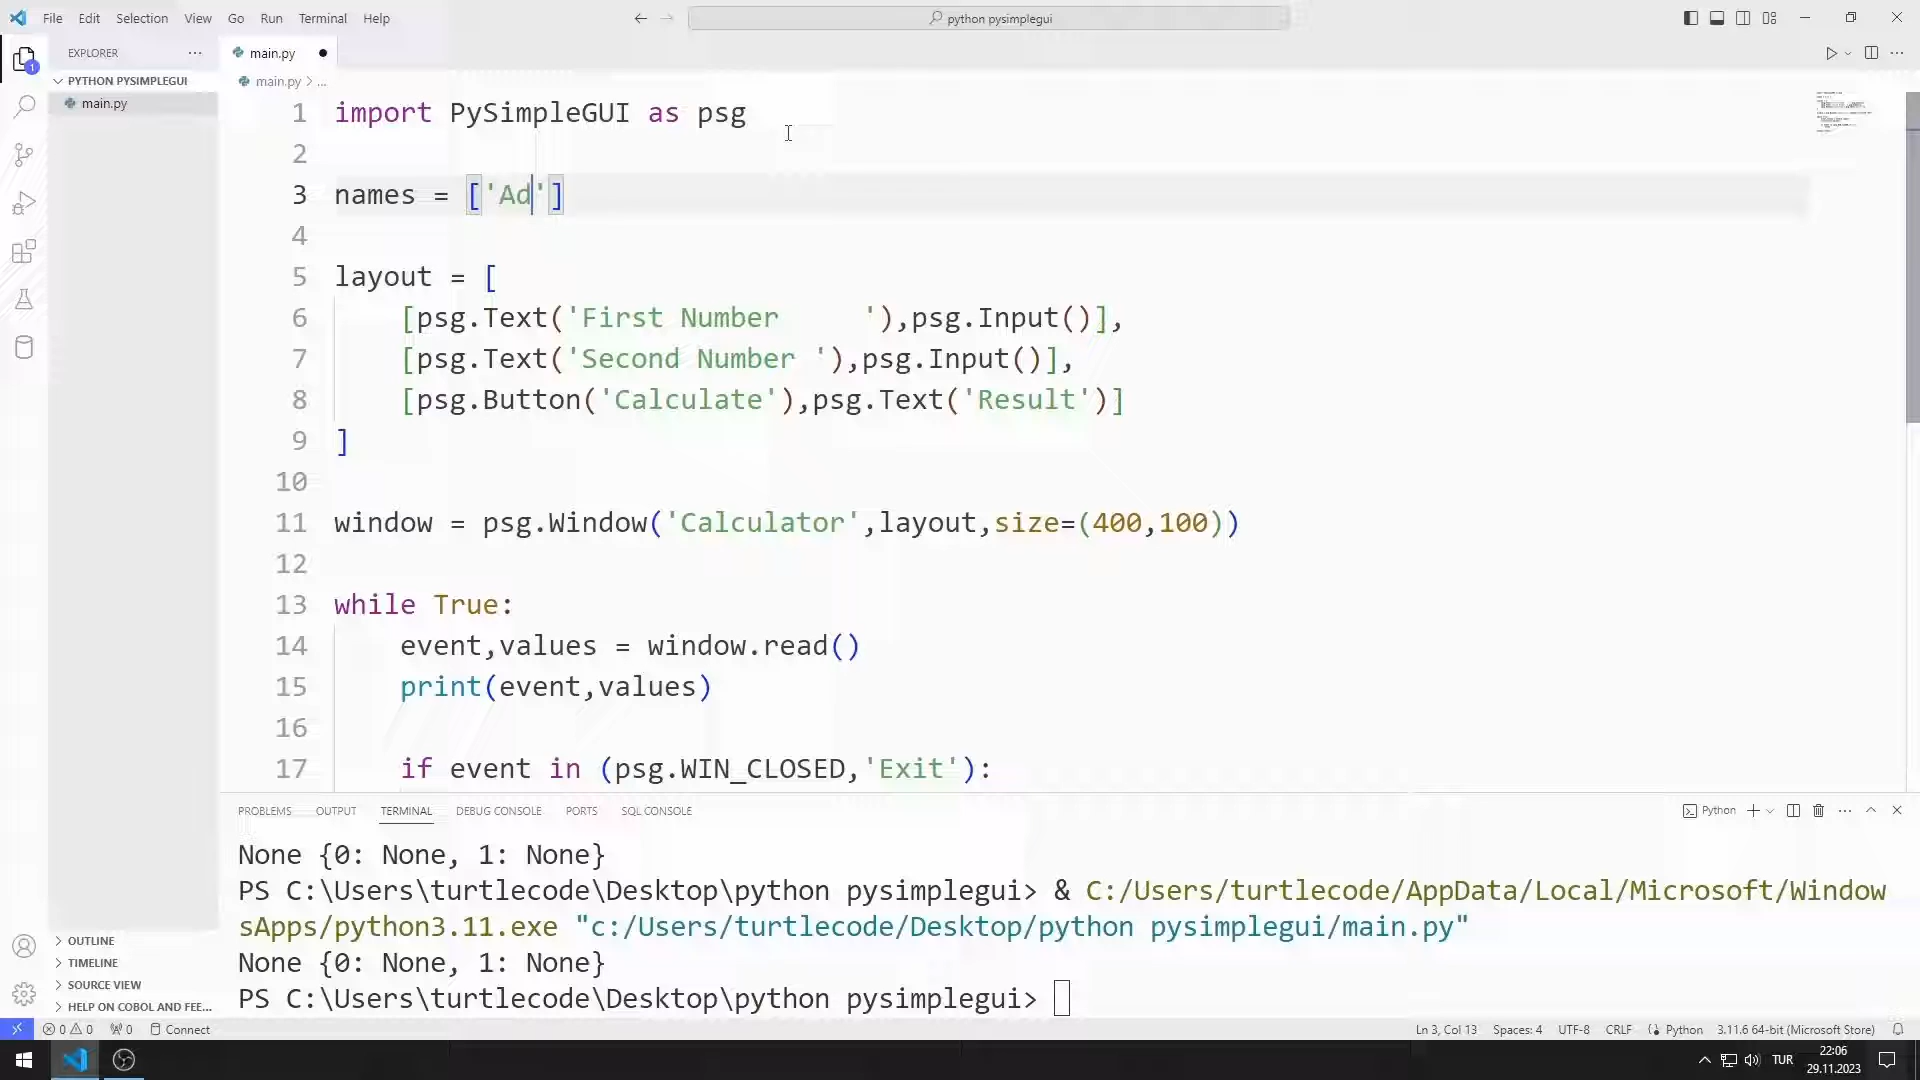 File Edit Selection View Go Run Terminal Help
python pysimplegui
EXPLORER
PYTHON PYSIMPLEGUI
main.py
1
main.py
main.py > ...
1 import PySimpleGUI as psg
2
3 names = ['Ad']
4
5 layout = [
6 [psg.Text('First Number     '),psg.Input()],
7 [psg.Text('Second Number '),psg.Input()],
8 [psg.Button('Calculate'),psg.Text('Result')]
9 ]
10
11 window = psg.Window('Calculator',layout,size=(400,100))
12
13 while True:
14 event,values = window.read()
15 print(event,values)
16
17 if event in (psg.WIN_CLOSED,'Exit'):
PROBLEMS OUTPUT TERMINAL DEBUG CONSOLE PORTS SQL CONSOLE
Python
None {0: None, 1: None}
PS C:\Users\turtlecode\Desktop\python pysimplegui> & C:/Users/turtlecode/AppData/Local/Microsoft/Window
sApps/python3.11.exe "c:/Users/turtlecode/Desktop/python pysimplegui/main.py"
None {0: None, 1: None}
PS C:\Users\turtlecode\Desktop\python pysimplegui>
OUTLINE
TIMELINE
SOURCE VIEW
HELP ON COBOL AND FEE...
0 0 0 Connect
Ln 3, Col 13 Spaces: 4 UTF-8 CRLF Python 3.11.6 64-bit (Microsoft Store)
TUR
22:06
29.11.2023